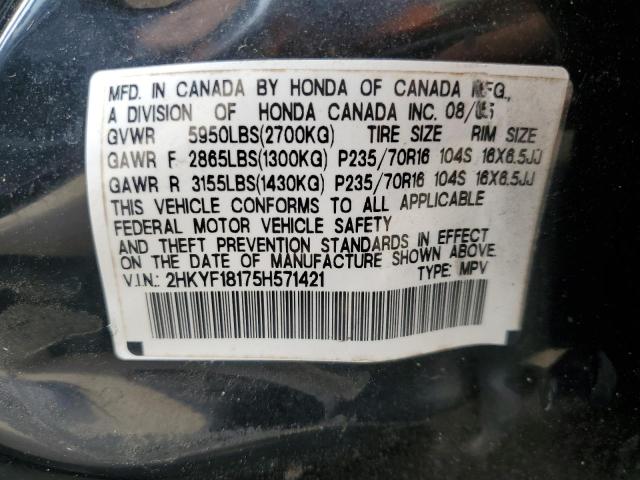 MFD. IN CANADA BY HONDA OF CANADA MFG.,
A DIVISION OF HONDA CANADA INC. 08/05
GVWR 5950LBS(2700KG) TIRE SIZE RIM SIZE
GAWR F 2865LBS(1300KG) P235/70R16 104S 16X6.5JJ
GAWR R 3155LBS(1430KG) P235/70R16 104S 16X6.5JJ
THIS VEHICLE CONFORMS TO ALL APPLICABLE
FEDERAL MOTOR VEHICLE SAFETY
AND THEFT PREVENTION STANDARDS IN EFFECT
ON THE DATE OF MANUFACTURE SHOWN ABOVE.
V.I.N.: 2HKYF18175H571421 TYPE: MPV